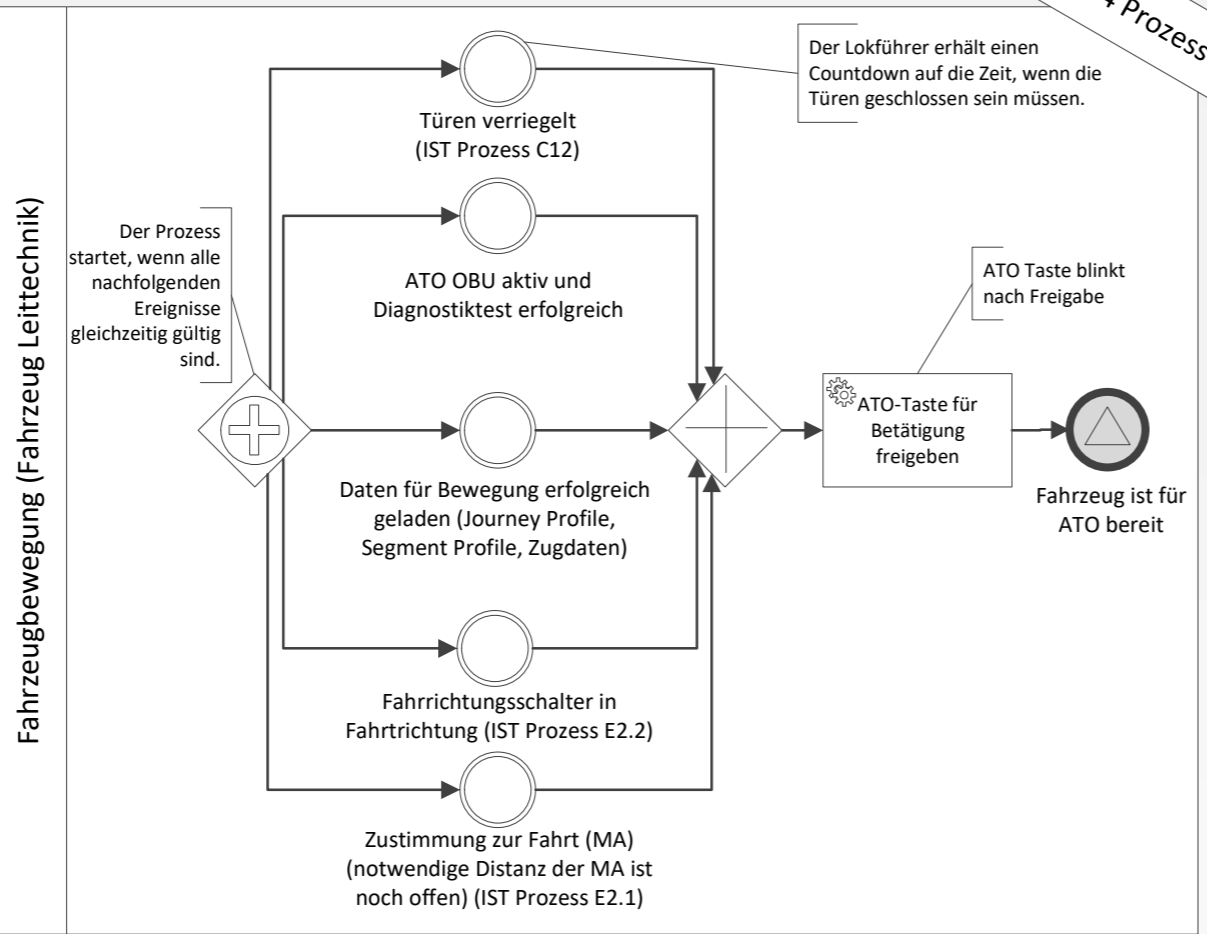 4 Prozess
Fahrzeugbewegung (Fahrzeug Leittechnik)
Der Lokführer erhält einen
Countdown auf die Zeit, wenn die
Türen geschlossen sein müssen.
Türen verriegelt
(IST Prozess C12)
Der Prozess
startet, wenn alle
nachfolgenden
Ereignisse
gleichzeitig gültig
sind.
ATO OBU aktiv und
Diagnostiktest erfolgreich
ATO Taste blinkt
nach Freigabe
ATO-Taste für
Betätigung
freigeben
Daten für Bewegung erfolgreich
geladen (Journey Profile,
Segment Profile, Zugdaten)
Fahrzeug ist für
ATO bereit
Fahrrichtungsschalter in
Fahrtrichtung (IST Prozess E2.2)
Zustimmung zur Fahrt (MA)
(notwendige Distanz der MA ist
noch offen) (IST Prozess E2.1)